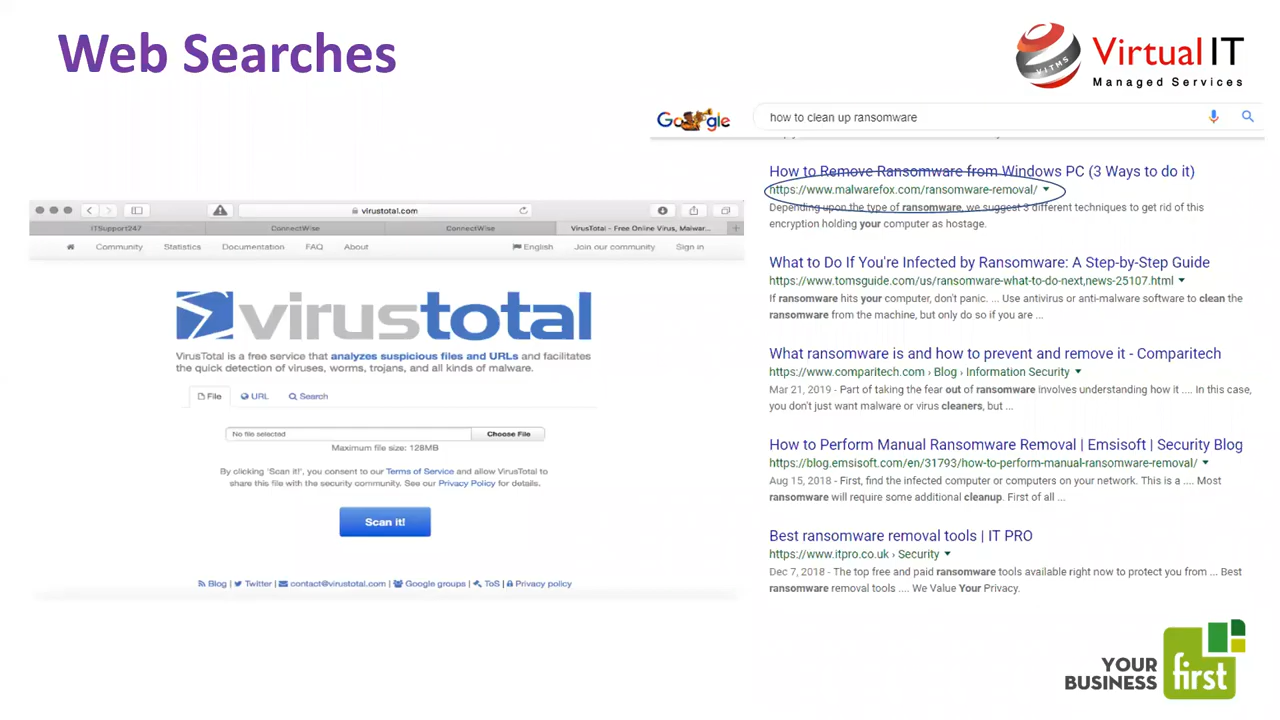 Web Searches
VITMS
Virtual IT
Managed Services
Google
how to clean up ransomware
How to Remove Ransomware from Windows PC (3 Ways to do it)
https://www.malwarefox.com/ransomware-removal/
Depending upon the type of ransomware, we suggest 3 different techniques to get rid of this
encryption holding your computer as hostage.
What to Do If You're Infected by Ransomware: A Step-by-Step Guide
https://www.tomsguide.com/us/ransomware-what-to-do-next,news-25107.html
If ransomware hits your computer, don't panic. ... Use antivirus or anti-malware software to clean the
ransomware from the machine, but only do so if you are ...
What ransomware is and how to prevent and remove it - Comparitech
https://www.comparitech.com › Blog › Information Security
Mar 21, 2019 - Part of taking the fear out of ransomware involves understanding how it .... In this case,
you don't just want malware or virus cleaners, but ...
How to Perform Manual Ransomware Removal | Emsisoft | Security Blog
https://blog.emsisoft.com/en/31793/how-to-perform-manual-ransomware-removal/
Aug 15, 2018 - First, find the infected computer or computers on your network. This is a .... Most
ransomware will require some additional cleanup. First of all ...
Best ransomware removal tools | IT PRO
https://www.itpro.co.uk › Security
Dec 7, 2018 - The top free and paid ransomware tools available right now to protect you from ... Best
ransomware removal tools .... We Value Your Privacy.
virustotal.com
ITSupport247 ConnectWise ConnectWise VirusTotal - Free Online Virus, Malwar...
Community Statistics Documentation FAQ About English Join our community Sign in
virustotal
VirusTotal is a free service that analyzes suspicious files and URLs and facilitates
the quick detection of viruses, worms, trojans, and all kinds of malware.
File URL Search
No file selected Choose File
Maximum file size: 128MB
By clicking 'Scan it!', you consent to our Terms of Service and allow VirusTotal to
share this file with the security community. See our Privacy Policy for details.
Scan it!
Blog | Twitter | contact@virustotal.com | Google groups | ToS | Privacy policy
YOUR
BUSINESS
first